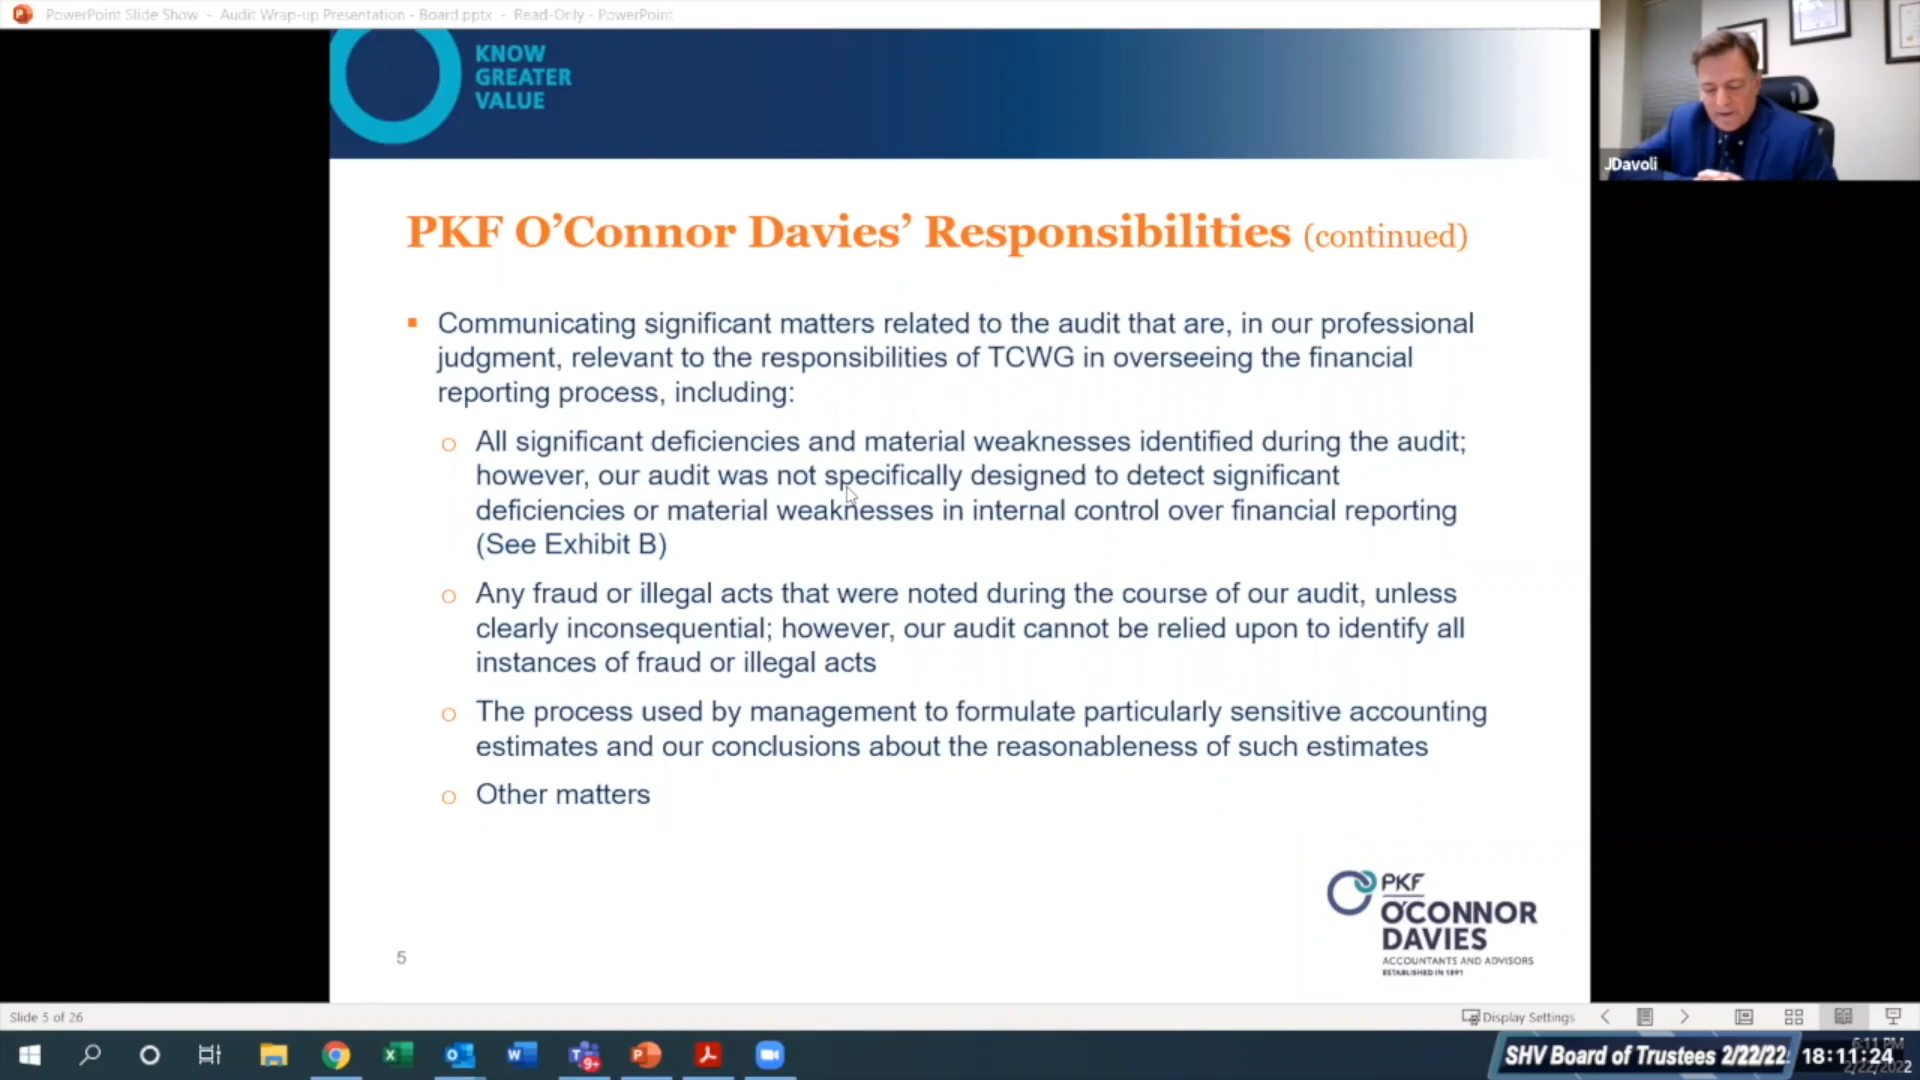 PowerPoint Slide Show - Audit Wrap-up Presentation - Board.pptx - Read-Only - PowerPoint
KNOW
GREATER
VALUE
JDavoli
PKF O’Connor Davies’ Responsibilities (continued)
Communicating significant matters related to the audit that are, in our professional
judgment, relevant to the responsibilities of TCWG in overseeing the financial
reporting process, including:
All significant deficiencies and material weaknesses identified during the audit;
however, our audit was not specifically designed to detect significant
deficiencies or material weaknesses in internal control over financial reporting
(See Exhibit B)
Any fraud or illegal acts that were noted during the course of our audit, unless
clearly inconsequential; however, our audit cannot be relied upon to identify all
instances of fraud or illegal acts
The process used by management to formulate particularly sensitive accounting
estimates and our conclusions about the reasonableness of such estimates
Other matters
PKF
O'CONNOR
DAVIES
ACCOUNTANTS AND ADVISORS
ESTABLISHED IN 1891
5
Slide 5 of 26
Display Settings
9+
SHV Board of Trustees 2/22/22 18:11:24